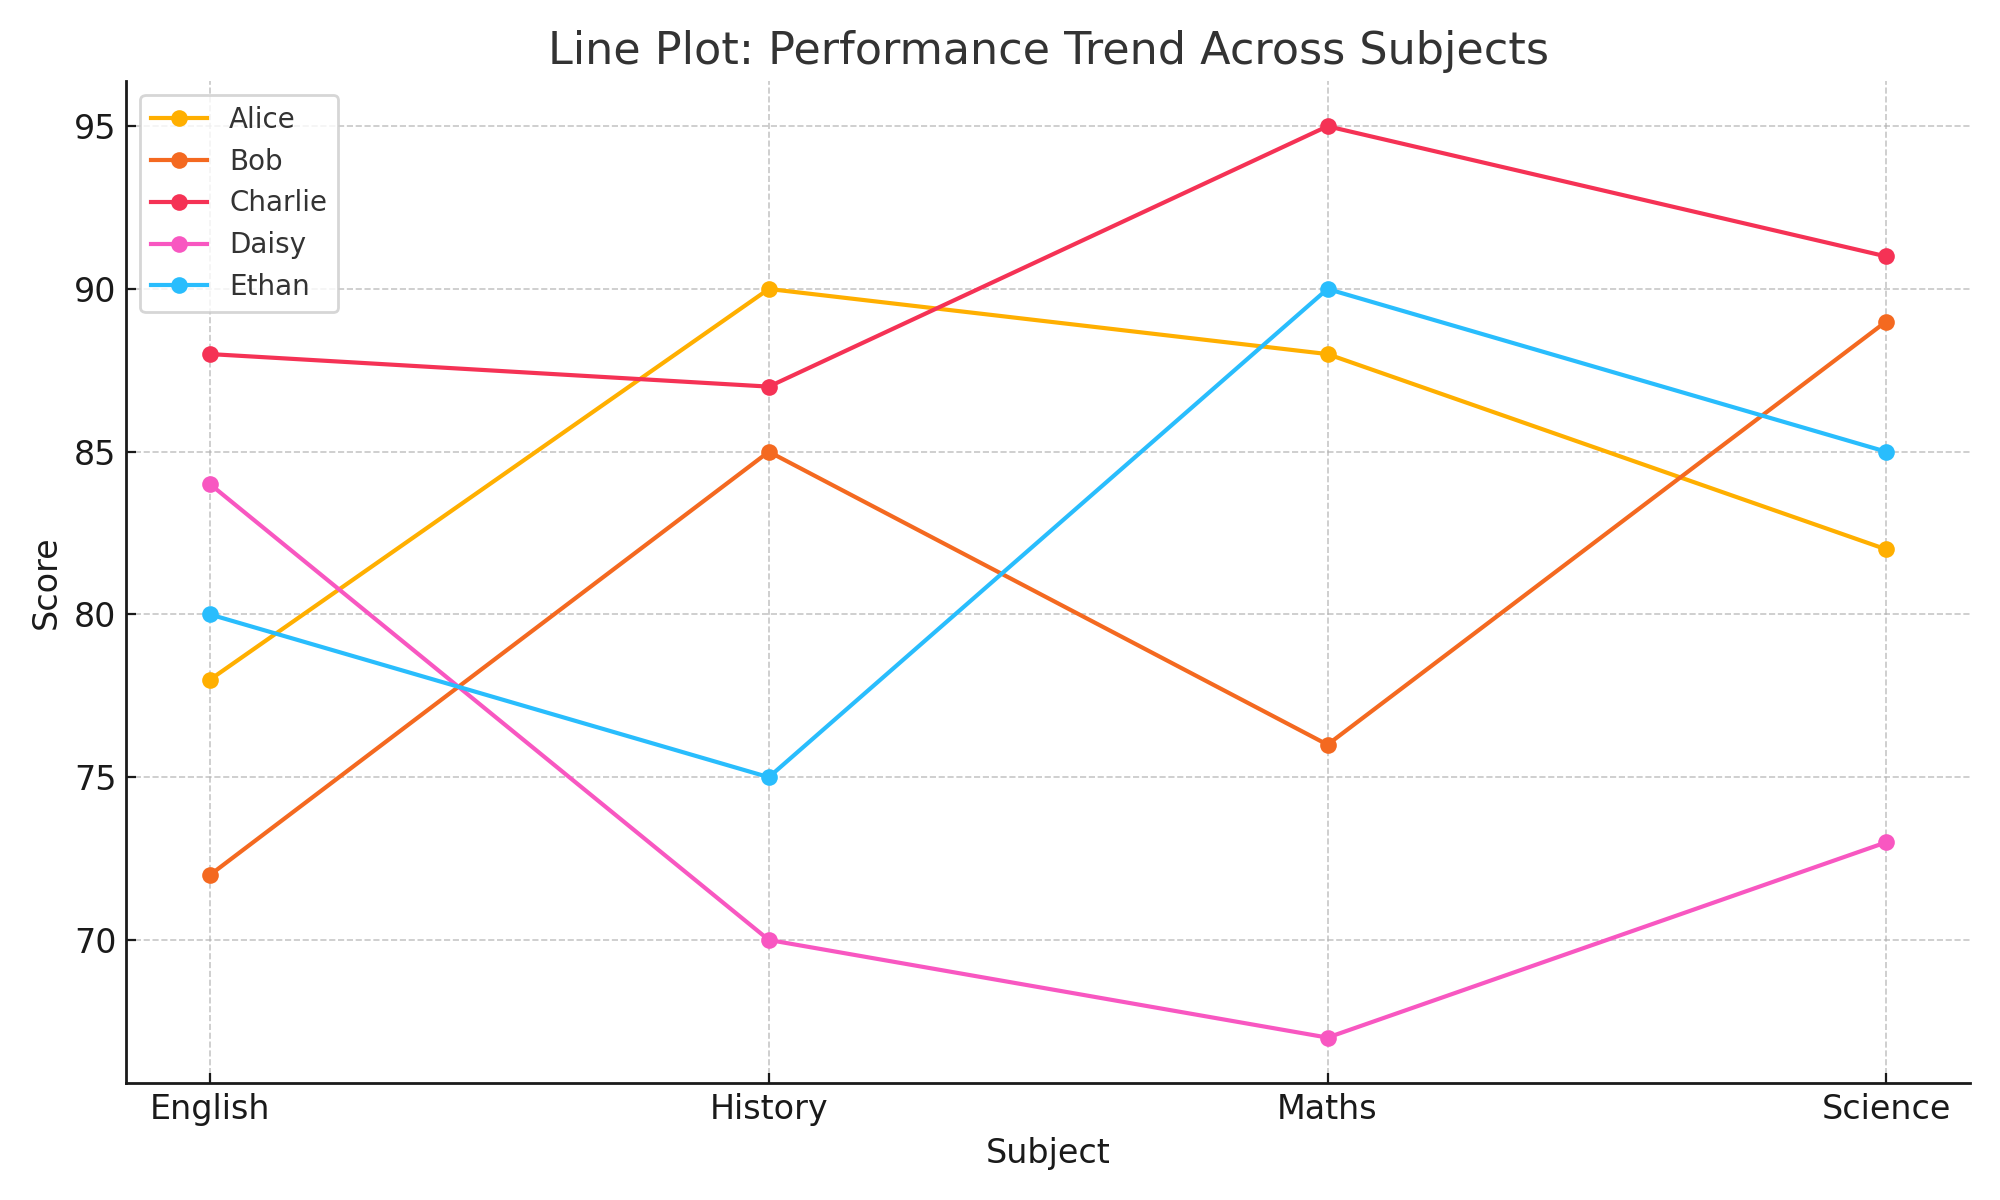 Line Plot: Performance Trend Across Subjects
Alice
Bob
Charlie
Daisy
Ethan
95
90
85
80
75
70
Score
English History Maths Science
Subject